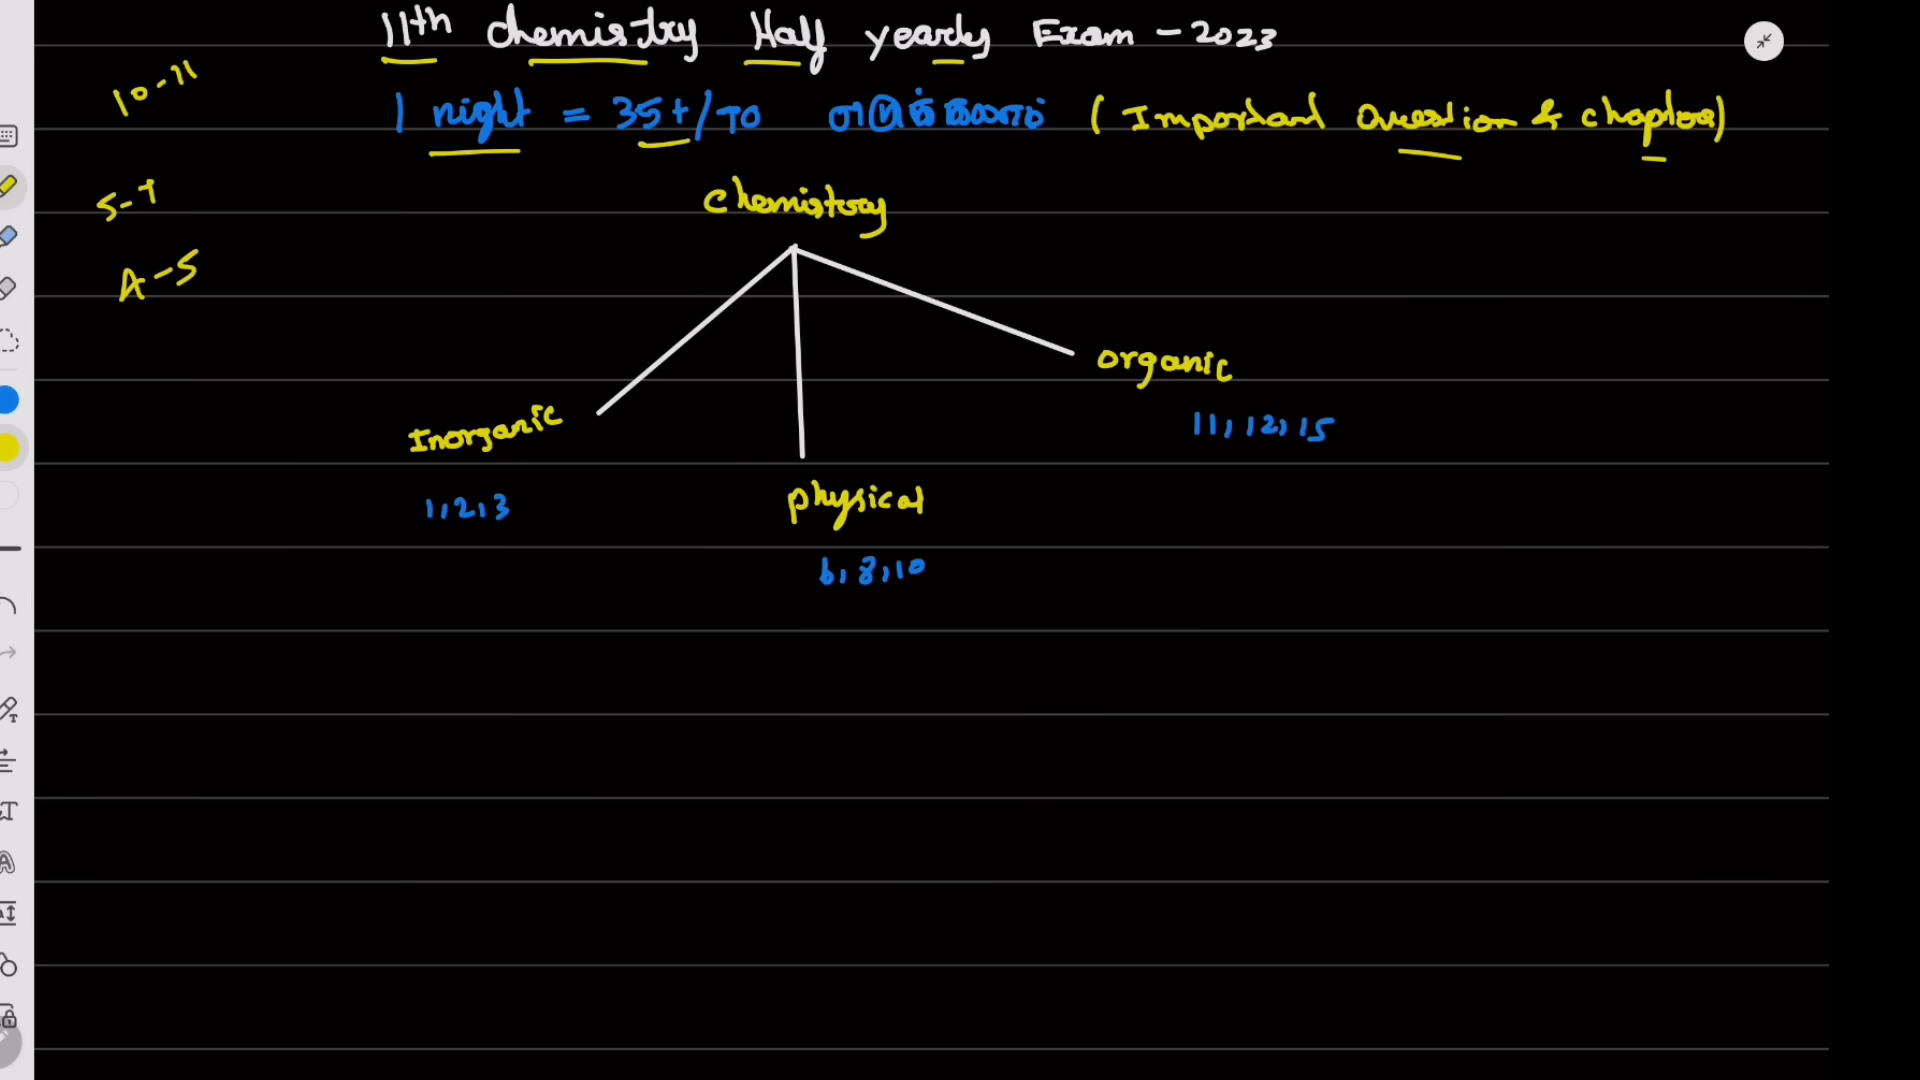 11th chemistry Half yearly Exam - 2023
10-11
1 night = 35+/70 (Important Question & chapters)
5-7
chemistry
A-5
organic
11, 12, 15
Inorganic
1, 2, 3
physical
6, 8, 10